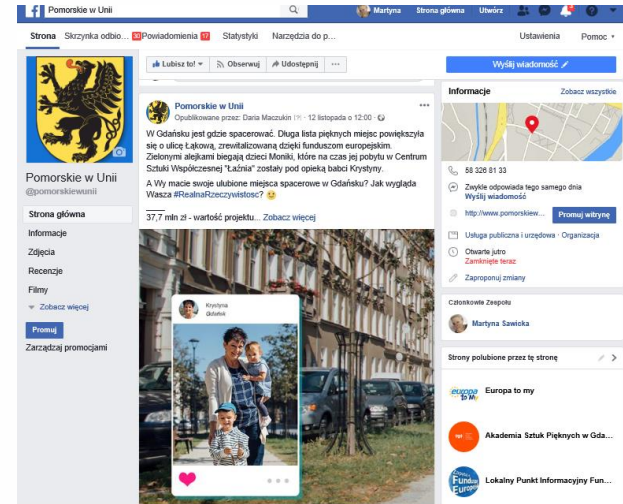 Pomorskie w Unii
Martyna Strona główna Utwórz
Strona Skrzynka odbio... 30 Powiadomienia 17 Statystyki Narzędzia do p... Ustawienia Pomoc
Lubisz to! Obserwuj Udostępnij ...
Wyślij wiadomość
Pomorskie w Unii
@pomorskiewunii
Strona główna
Informacje
Zdjęcia
Recenzje
Filmy
Zobacz więcej
Promuj
Zarządzaj promocjami
Pomorskie w Unii
Opublikowane przez: Daria Maczukin [?] · 12 listopada o 12:00 ·
W Gdańsku jest gdzie spacerować. Długa lista pięknych miejsc powiększyła
się o ulicę Łąkową, zrewitalizowaną dzięki funduszom europejskim.
Zielonymi alejkami biegają dzieci Moniki, które na czas jej pobytu w Centrum
Sztuki Współczesnej "Łaźnia" zostały pod opieką babci Krystyny.
A Wy macie swoje ulubione miejsca spacerowe w Gdańsku? Jak wygląda
Wasza #RealnaRzeczywistosc?
37,7 mln zł - wartość projektu... Zobacz więcej
Krystyna
Gdańsk
Informacje Zobacz wszystkie
58 326 81 33
Zwykle odpowiada tego samego dnia
Wyślij wiadomość
http://www.pomorskiew... Promuj witrynę
Usługa publiczna i urzędowa · Organizacja
Otwarte jutro
Zamknięte teraz
Zaproponuj zmiany
Członkowie Zespołu
Martyna Sawicka
Strony polubione przez tę stronę
europa
to My
Europa to my
Akademia Sztuk Pięknych w Gda...
Lokalny Punkt Informacyjny Fun...